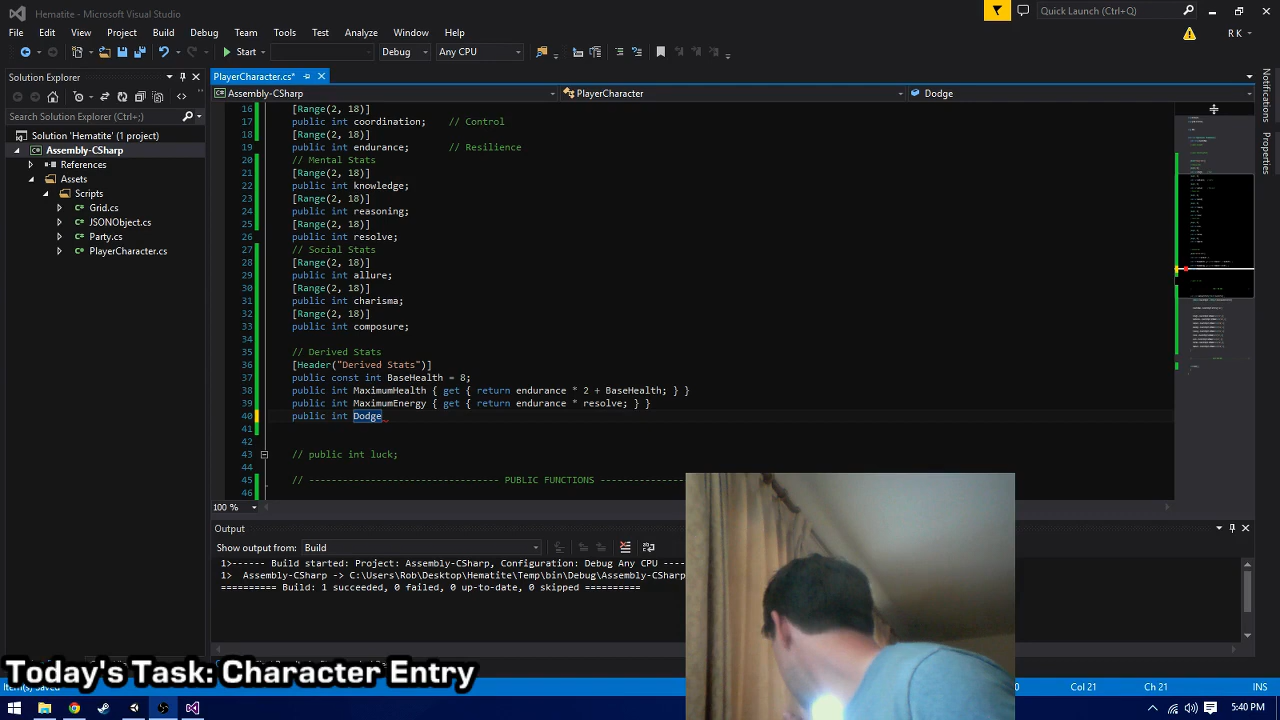 Hematite - Microsoft Visual Studio
Quick Launch (Ctrl+Q)
File Edit View Project Build Debug Team Tools Test Analyze Window Help
R K
Start Debug Any CPU
Solution Explorer
Search Solution Explorer (Ctrl+;)
Solution 'Hematite' (1 project)
Assembly-CSharp
References
Assets
Scripts
Grid.cs
JSONObject.cs
Party.cs
PlayerCharacter.cs
PlayerCharacter.cs*
Assembly-CSharp PlayerCharacter Dodge
16 [Range(2, 18)]
17 public int coordination; // Control
18 [Range(2, 18)]
19 public int endurance; // Resilience
20 // Mental Stats
21 [Range(2, 18)]
22 public int knowledge;
23 [Range(2, 18)]
24 public int reasoning;
25 [Range(2, 18)]
26 public int resolve;
27 // Social Stats
28 [Range(2, 18)]
29 public int allure;
30 [Range(2, 18)]
31 public int charisma;
32 [Range(2, 18)]
33 public int composure;
34
35 // Derived Stats
36 [Header("Derived Stats")]
37 public const int BaseHealth = 8;
38 public int MaximumHealth { get { return endurance * 2 + BaseHealth; } }
39 public int MaximumEnergy { get { return endurance * resolve; } }
40 public int Dodge
41
42
43 // public int luck;
44
45 // ---------------------------------- PUBLIC FUNCTIONS ----------
46
100 %
Notifications
Properties
Output
Show output from: Build
1>------ Build started: Project: Assembly-CSharp, Configuration: Debug Any CPU ----
1> Assembly-CSharp -> C:\Users\Rob\Desktop\Hematite\Temp\bin\Debug\Assembly-CSharp
========== Build: 1 succeeded, 0 failed, 0 up-to-date, 0 skipped ==========
Today's Task: Character Entry
Item(s) Saved
Col 21 Ch 21 INS
5:40 PM